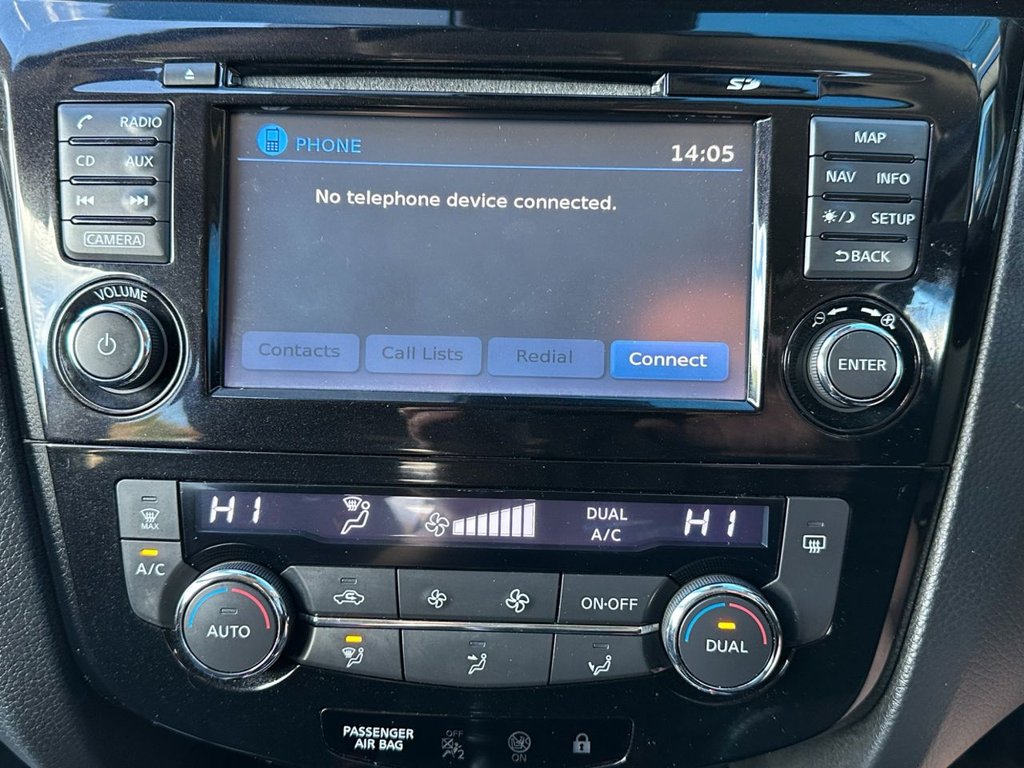 SD
RADIO
CD AUX
CAMERA
VOLUME
PHONE 14:05
No telephone device connected.
Contacts Call Lists Redial Connect
MAP
NAV INFO
SETUP
BACK
ENTER
MAX
A/C
HI DUAL HI
A/C
AUTO
ON·OFF
DUAL
PASSENGER
AIR BAG
OFF
2
ON